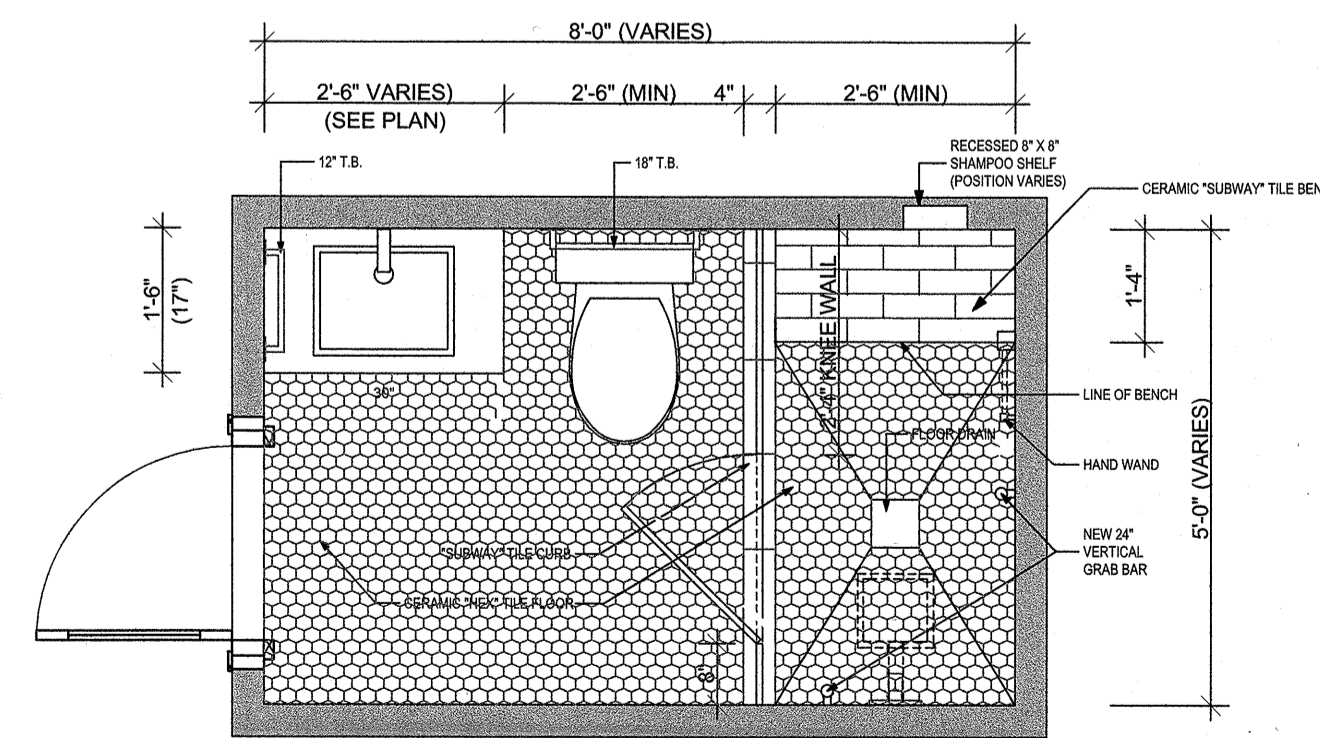 8'-0" (VARIES)
2'-6" VARIES)
(SEE PLAN)
2'-6" (MIN)
4"
2'-6" (MIN)
12" T.B.
18" T.B.
RECESSED 8" X 8"
SHAMPOO SHELF
(POSITION VARIES)
CERAMIC "SUBWAY" TILE BEN
1'-6"
(17")
2'-4" KNEE WALL
1'-4"
30"
LINE OF BENCH
FLOOR DRAIN
HAND WAND
5'-0" (VARIES)
NEW 24"
VERTICAL
GRAB BAR
"SUBWAY" TILE CURB
CERAMIC "HEX" TILE FLOOR
8"